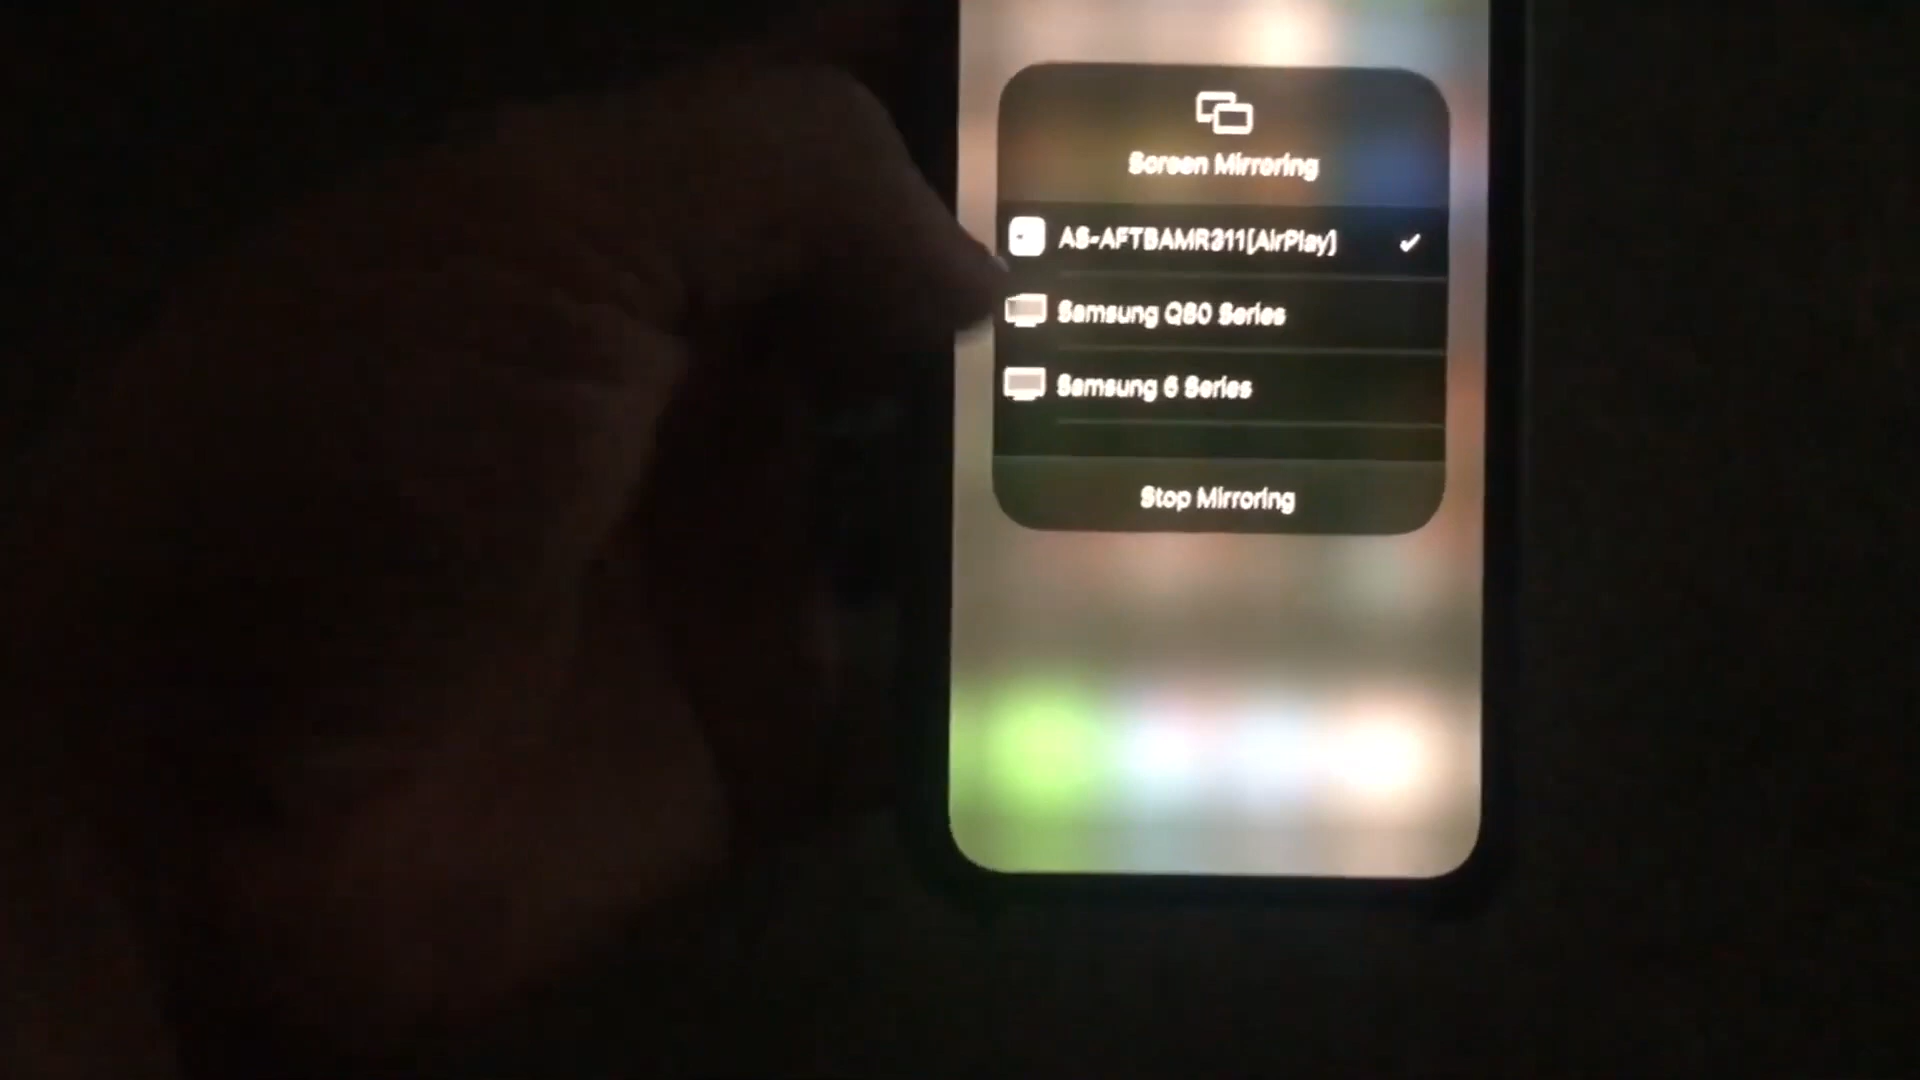 Screen Mirroring
AS-AFTBAMR311[AirPlay]
Samsung Q80 Series
Samsung 6 Series
Stop Mirroring